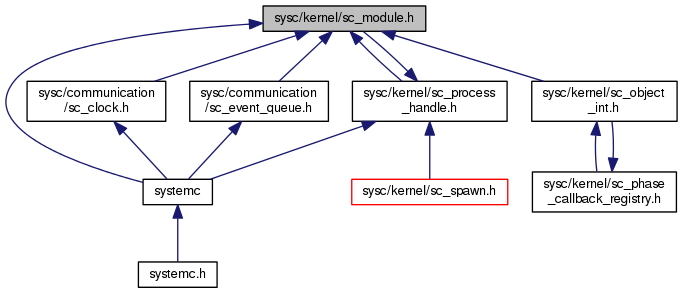 sysc/kernel/sc_module.h
sysc/communication
/sc_clock.h
sysc/communication
/sc_event_queue.h
sysc/kernel/sc_process
_handle.h
sysc/kernel/sc_object
_int.h
systemc
sysc/kernel/sc_spawn.h
sysc/kernel/sc_phase
_callback_registry.h
systemc.h